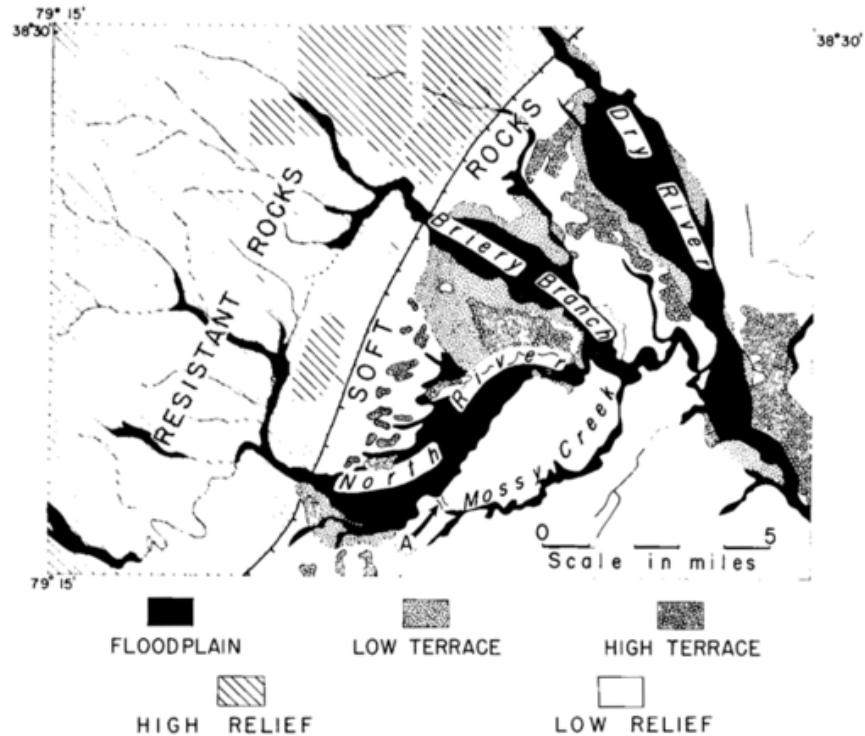 79° 15'
38°30'
38°30'
RESISTANT ROCKS
SOFT ROCKS
Dry River
Briery Branch
North River
Mossy Creek
A
0 5
Scale in miles
79° 15'
FLOODPLAIN
LOW TERRACE
HIGH TERRACE
HIGH RELIEF
LOW RELIEF